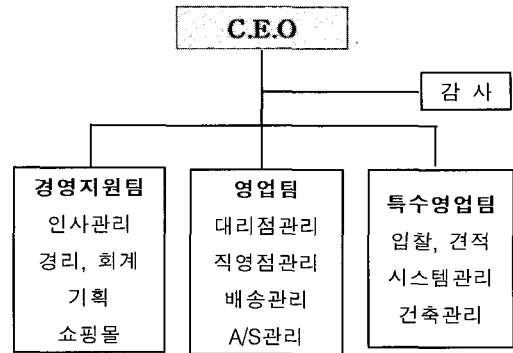 C.E.O
감 사
경영지원팀
인사관리
경리, 회계
기획
쇼핑몰
영업팀
대리점관리
직영점관리
배송관리
A/S관리
특수영업팀
입찰, 견적
시스템관리
건축관리